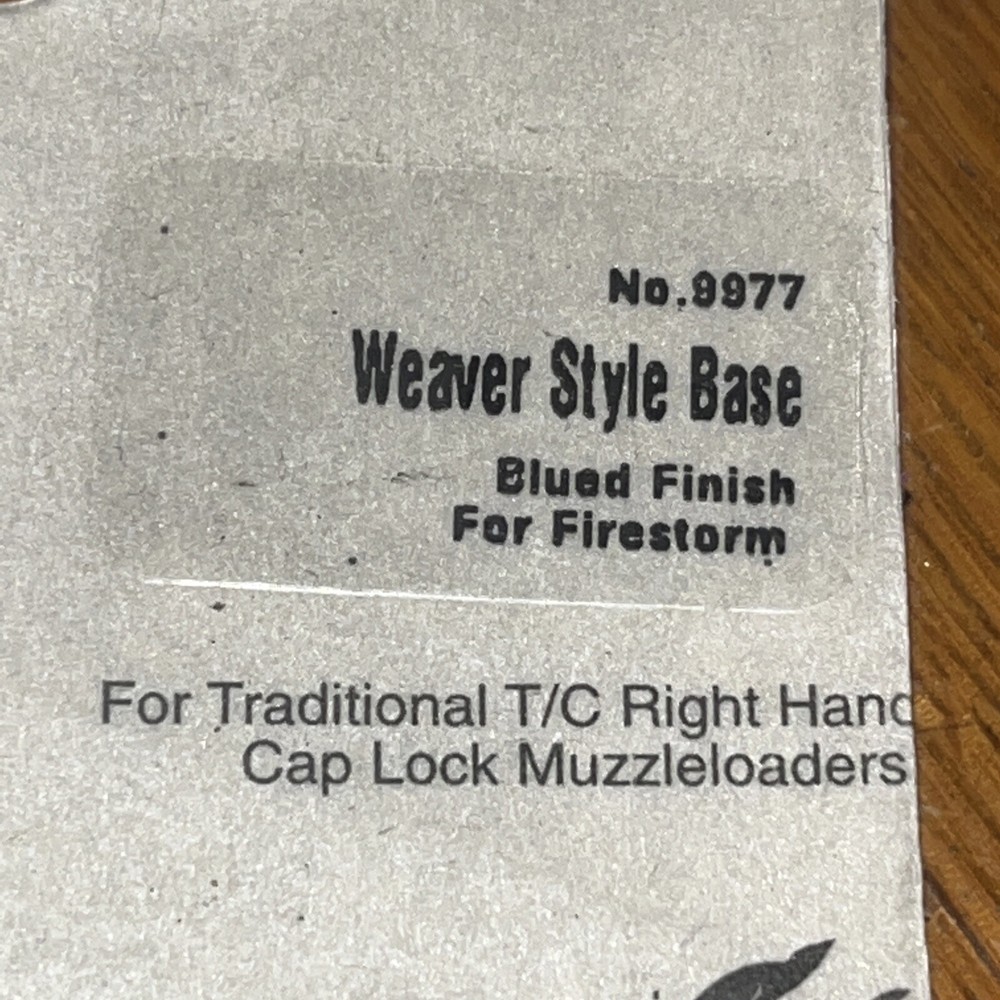 No.9977
Weaver Style Base
Blued Finish
For Firestorm
For Traditional T/C Right Hand
Cap Lock Muzzleloaders